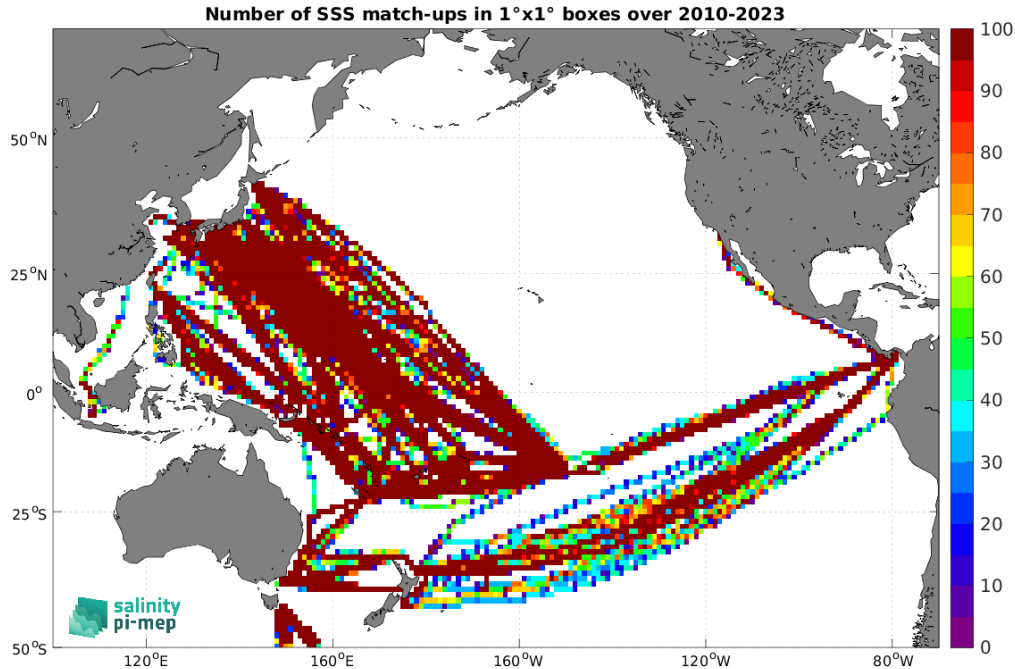 Number of SSS match-ups in 1°x1° boxes over 2010-2023
50°N
25°N
0°
25°S
50°S
120°E
160°E
160°W
120°W
80°W
100
90
80
70
60
50
40
30
20
10
0
salinity
pi-mep